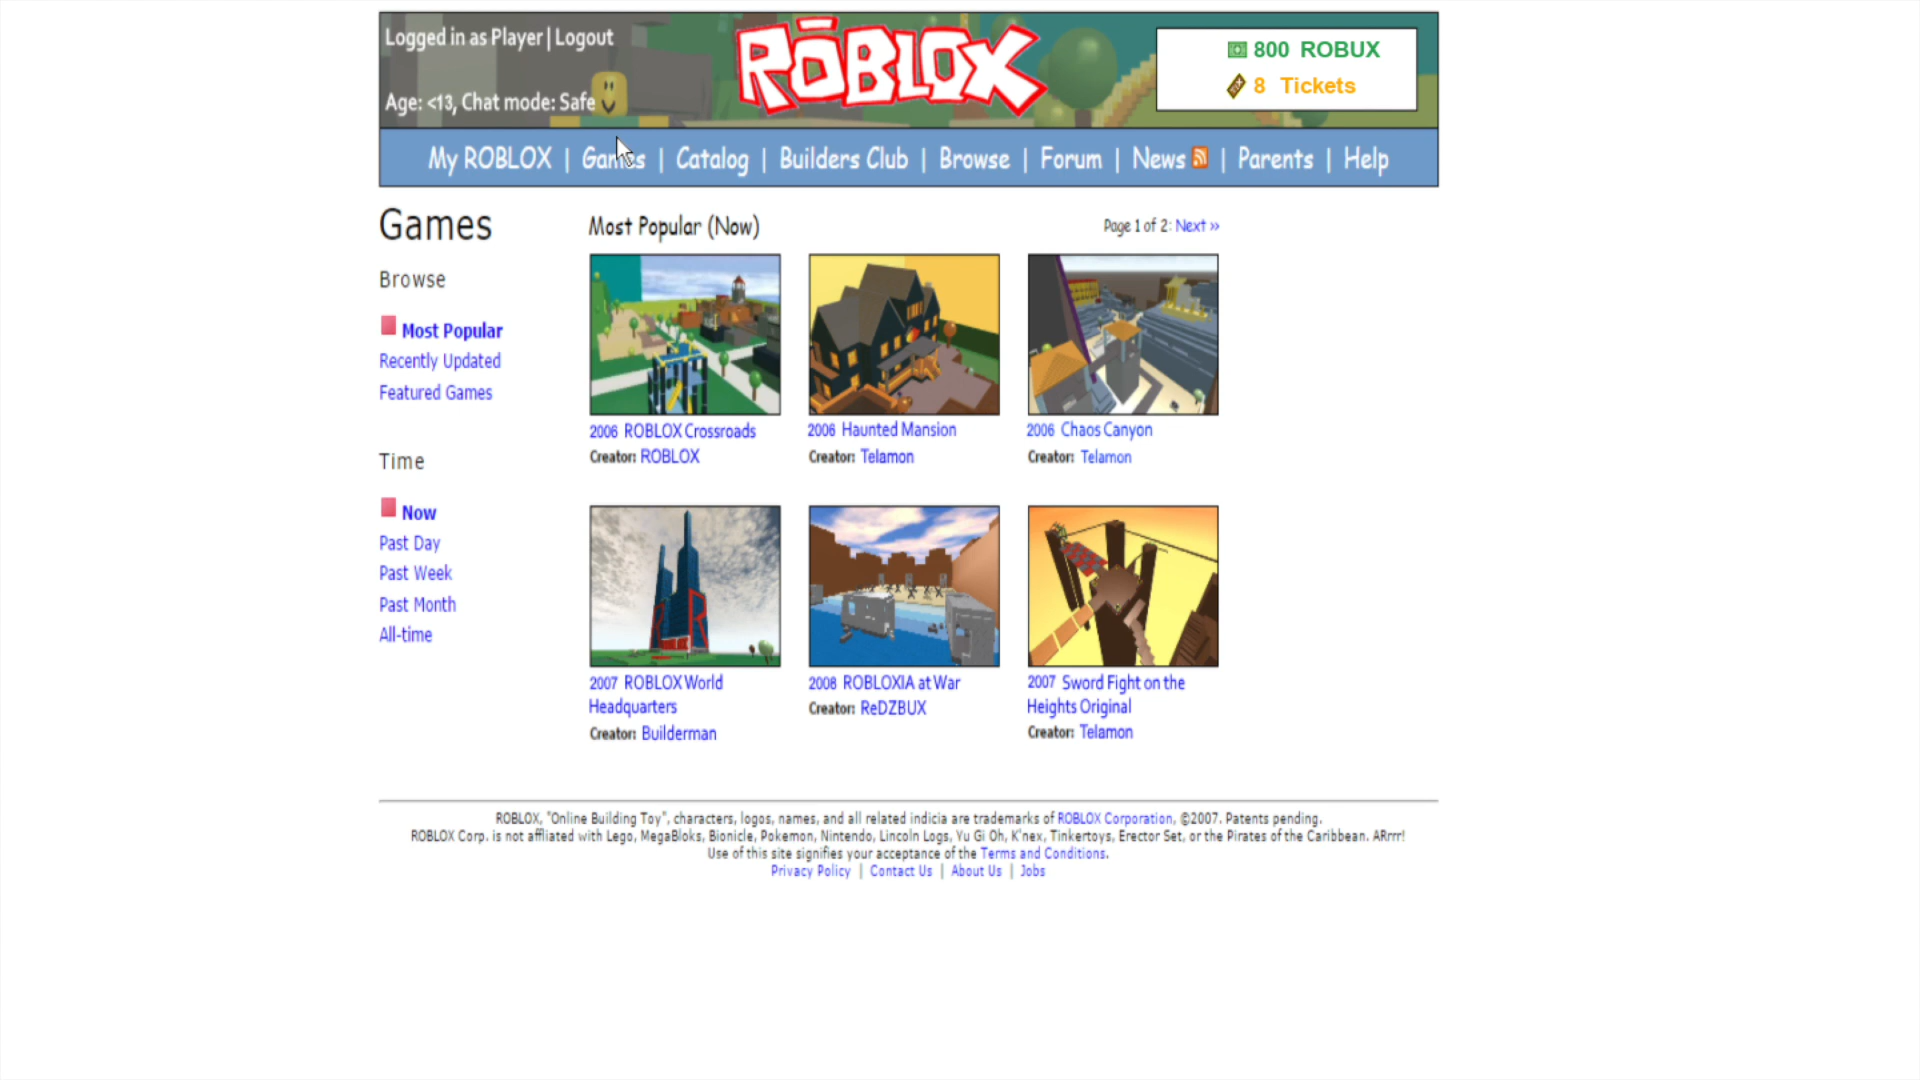 Logged in as Player | Logout
ROBLOX
800 ROBUX
8 Tickets
Age: <13, Chat mode: Safe
My ROBLOX | Games | Catalog | Builders Club | Browse | Forum | News | Parents | Help
Games
Browse
Most Popular
Recently Updated
Featured Games
Time
Now
Past Day
Past Week
Past Month
All-time
Most Popular (Now)
Page 1 of 2: Next »
2006 ROBLOX Crossroads
Creator: ROBLOX
2006 Haunted Mansion
Creator: Telamon
2006 Chaos Canyon
Creator: Telamon
2007 ROBLOX World
Headquarters
Creator: Builderman
2008 ROBLOXIA at War
Creator: ReDZBUX
2007 Sword Fight on the
Heights Original
Creator: Telamon
ROBLOX, "Online Building Toy", characters, logos, names, and all related indicia are trademarks of ROBLOX Corporation, ©2007. Patents pending.
ROBLOX Corp. is not affliated with Lego, MegaBloks, Bionicle, Pokemon, Nintendo, Lincoln Logs, Yu Gi Oh, K'nex, Tinkertoys, Erector Set, or the Pirates of the Caribbean. ARrrr!
Use of this site signifies your acceptance of the Terms and Conditions.
Privacy Policy | Contact Us | About Us | Jobs